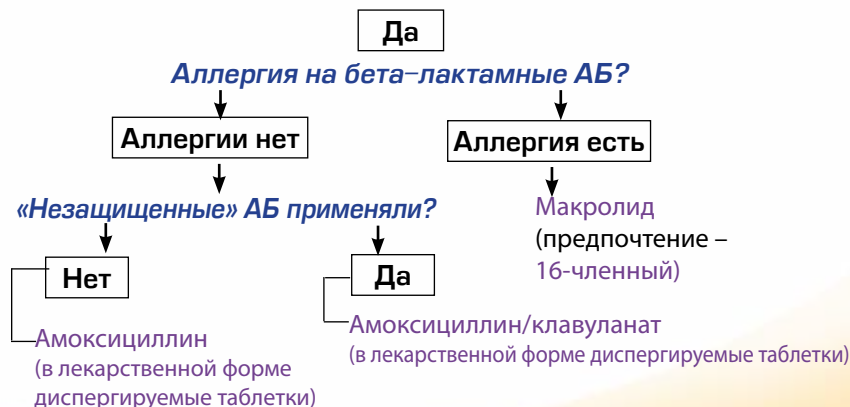 Да
Аллергия на бета–лактамные АБ?
Аллергии нет
Аллергия есть
«Незащищенные» АБ применяли?
Макролид
(предпочтение –
16-членный)
Нет
Да
Амоксициллин
(в лекарственной форме
диспергируемые таблетки)
Амоксициллин/клавуланат
(в лекарственной форме диспергируемые таблетки)